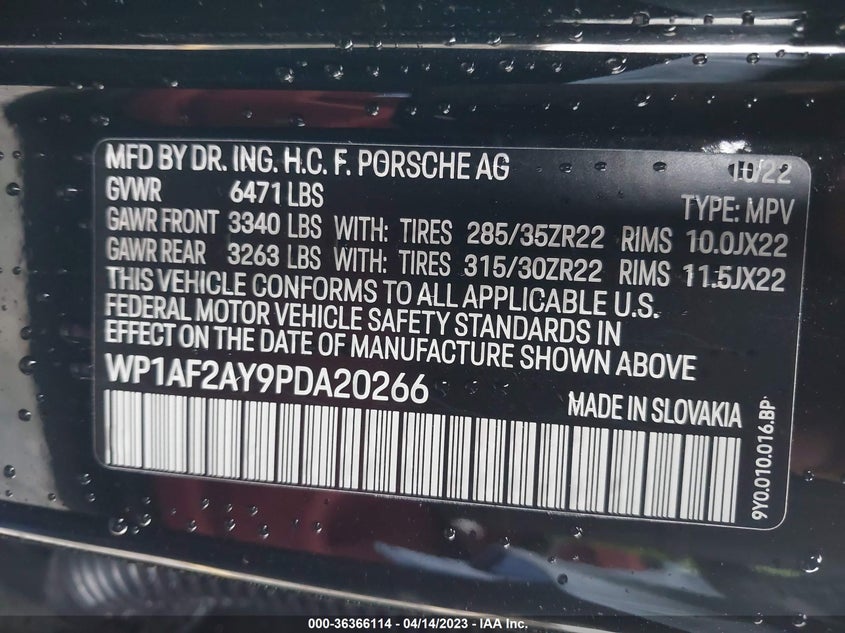 MFD BY DR. ING. H.C. F. PORSCHE AG 10/22
GVWR 6471 LBS TYPE: MPV
GAWR FRONT 3340 LBS WITH: TIRES 285/35ZR22 RIMS 10.0JX22
GAWR REAR 3263 LBS WITH: TIRES 315/30ZR22 RIMS 11.5JX22
THIS VEHICLE CONFORMS TO ALL APPLICABLE U.S.
FEDERAL MOTOR VEHICLE SAFETY STANDARDS IN
EFFECT ON THE DATE OF MANUFACTURE SHOWN ABOVE
WP1AF2AY9PDA20266
MADE IN SLOVAKIA
9Y0.010.016.BP
000-36366114 - 04/14/2023 - IAA Inc.